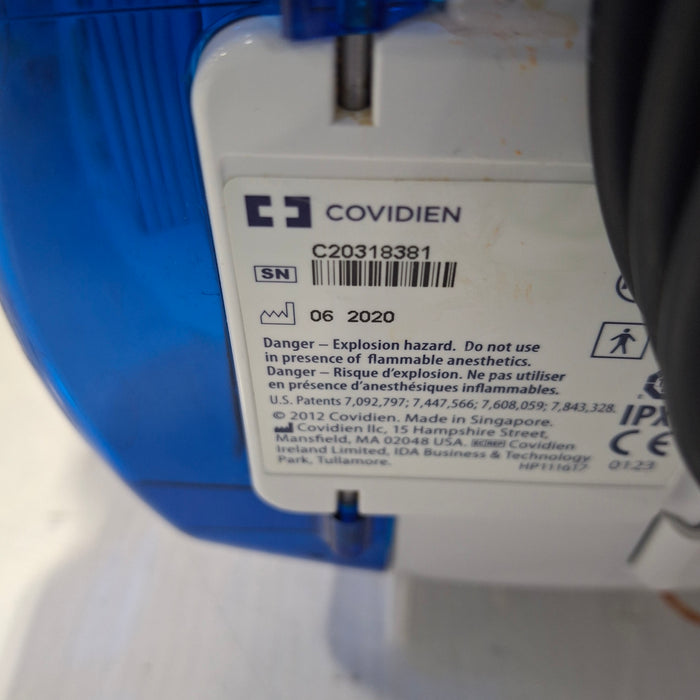 COVIDIEN
C20318381
SN
06 2020
Danger – Explosion hazard. Do not use
in presence of flammable anesthetics.
Danger – Risque d'explosion. Ne pas utiliser
en présence d'anesthésiques inflammables.
U.S. Patents 7,092,797; 7,447,566; 7,608,059; 7,843,328.
© 2012 Covidien. Made in Singapore.
Covidien llc, 15 Hampshire Street,
Mansfield, MA 02048 USA. EC REP Covidien
Ireland Limited, IDA Business & Technology
Park, Tullamore.
HP111617
IPX
CE
0123